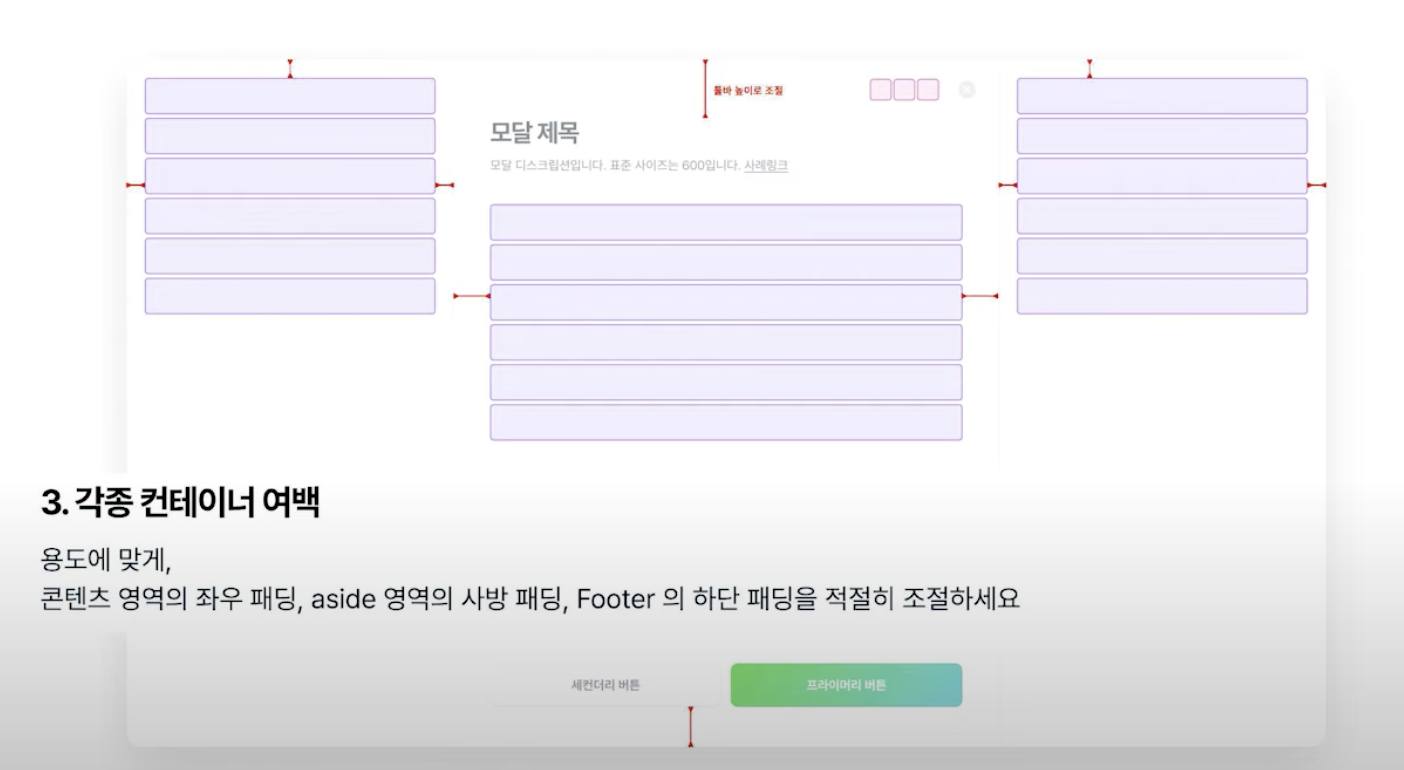 툴바 높이로 조절
모달 제목
모달 디스크립션입니다. 표준 사이즈는 600입니다. 사례링크
3. 각종 컨테이너 여백
용도에 맞게,
콘텐츠 영역의 좌우 패딩, aside 영역의 사방 패딩, Footer 의 하단 패딩을 적절히 조절하세요
세컨더리 버튼
프라이머리 버튼